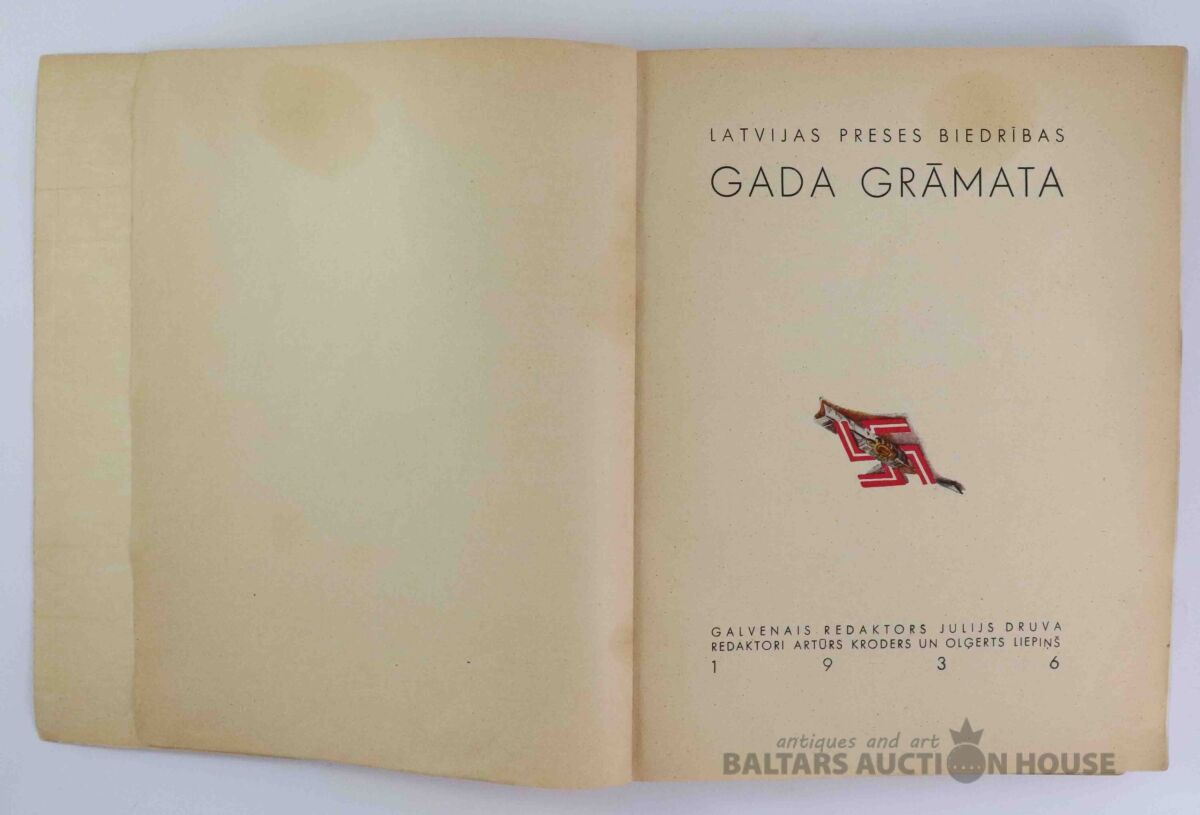 LATVIJAS PRESES BIEDRĪBAS
GADA GRĀMATA
GALVENAIS REDAKTORS JULIJS DRUVA
REDAKTORI ARTŪRS KRODERS UN OĻĢERTS LIEPIŅŠ
1 9 3 6
antiques and art
BALTARS AUCTION HOUSE